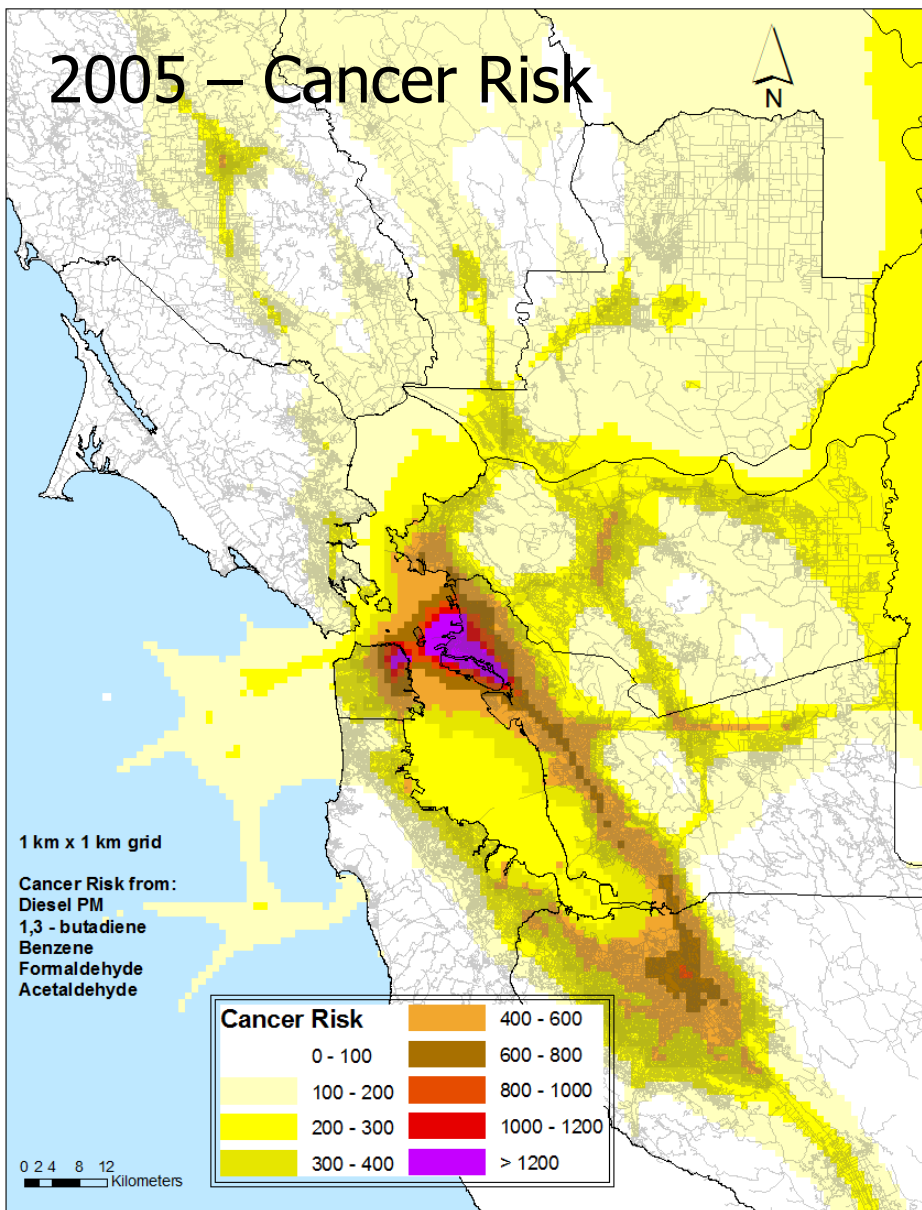 2005 – Cancer Risk
N
1 km x 1 km grid
Cancer Risk from:
Diesel PM
1,3 - butadiene
Benzene
Formaldehyde
Acetaldehyde
Cancer Risk
0 - 100
100 - 200
200 - 300
300 - 400
400 - 600
600 - 800
800 - 1000
1000 - 1200
> 1200
0 2 4 8 12
Kilometers